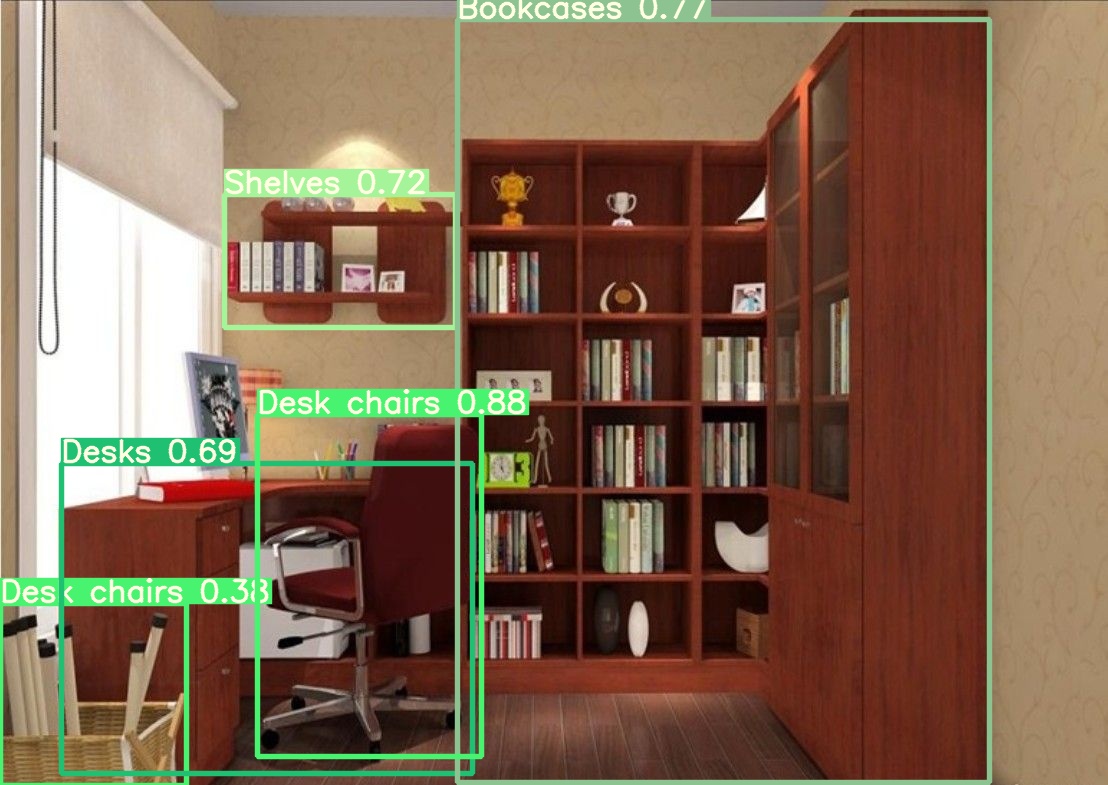 Bookcases 0.77
Shelves 0.72
Desk chairs 0.88
Desks 0.69
Desk chairs 0.38